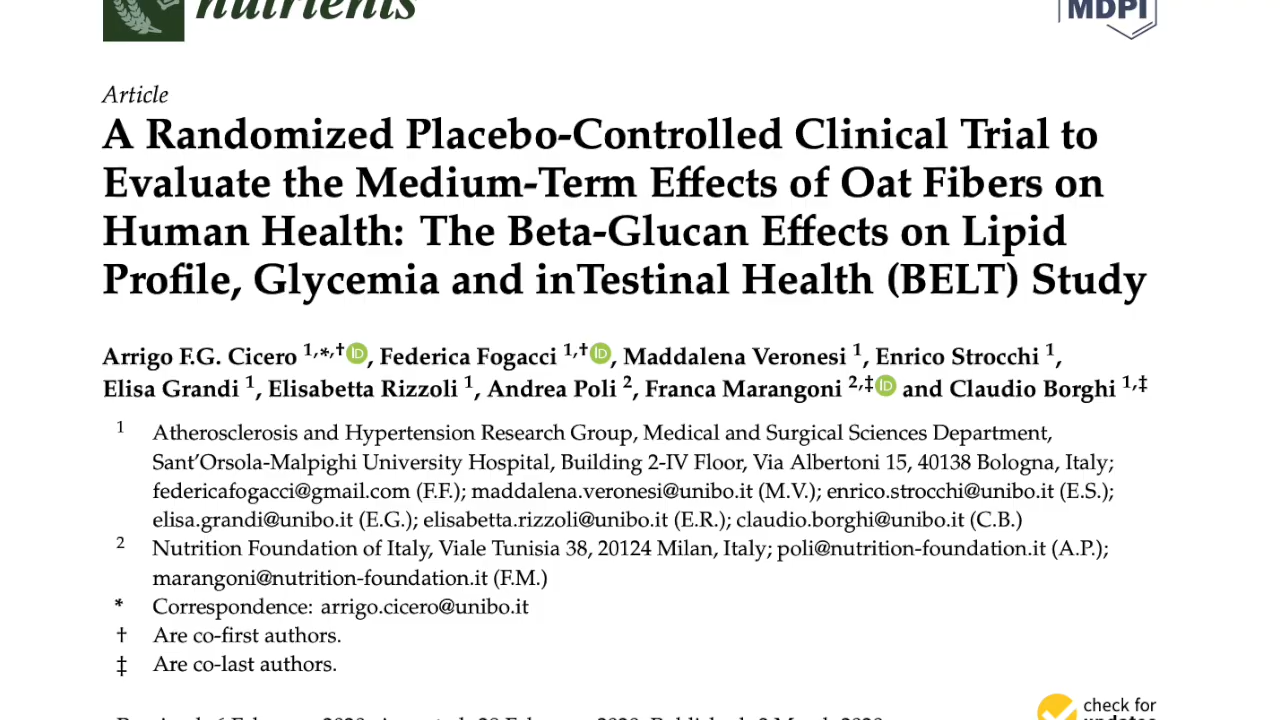 nutrients
MDPI
Article
A Randomized Placebo-Controlled Clinical Trial to
Evaluate the Medium-Term Effects of Oat Fibers on
Human Health: The Beta-Glucan Effects on Lipid
Profile, Glycemia and inTestinal Health (BELT) Study
Arrigo F.G. Cicero 1,*,† iD, Federica Fogacci 1,† iD, Maddalena Veronesi 1, Enrico Strocchi 1,
Elisa Grandi 1, Elisabetta Rizzoli 1, Andrea Poli 2, Franca Marangoni 2,‡ iD and Claudio Borghi 1,‡
1 Atherosclerosis and Hypertension Research Group, Medical and Surgical Sciences Department,
Sant'Orsola-Malpighi University Hospital, Building 2-IV Floor, Via Albertoni 15, 40138 Bologna, Italy;
federicafogacci@gmail.com (F.F.); maddalena.veronesi@unibo.it (M.V.); enrico.strocchi@unibo.it (E.S.);
elisa.grandi@unibo.it (E.G.); elisabetta.rizzoli@unibo.it (E.R.); claudio.borghi@unibo.it (C.B.)
2 Nutrition Foundation of Italy, Viale Tunisia 38, 20124 Milan, Italy; poli@nutrition-foundation.it (A.P.);
marangoni@nutrition-foundation.it (F.M.)
* Correspondence: arrigo.cicero@unibo.it
† Are co-first authors.
‡ Are co-last authors.
check for
updates